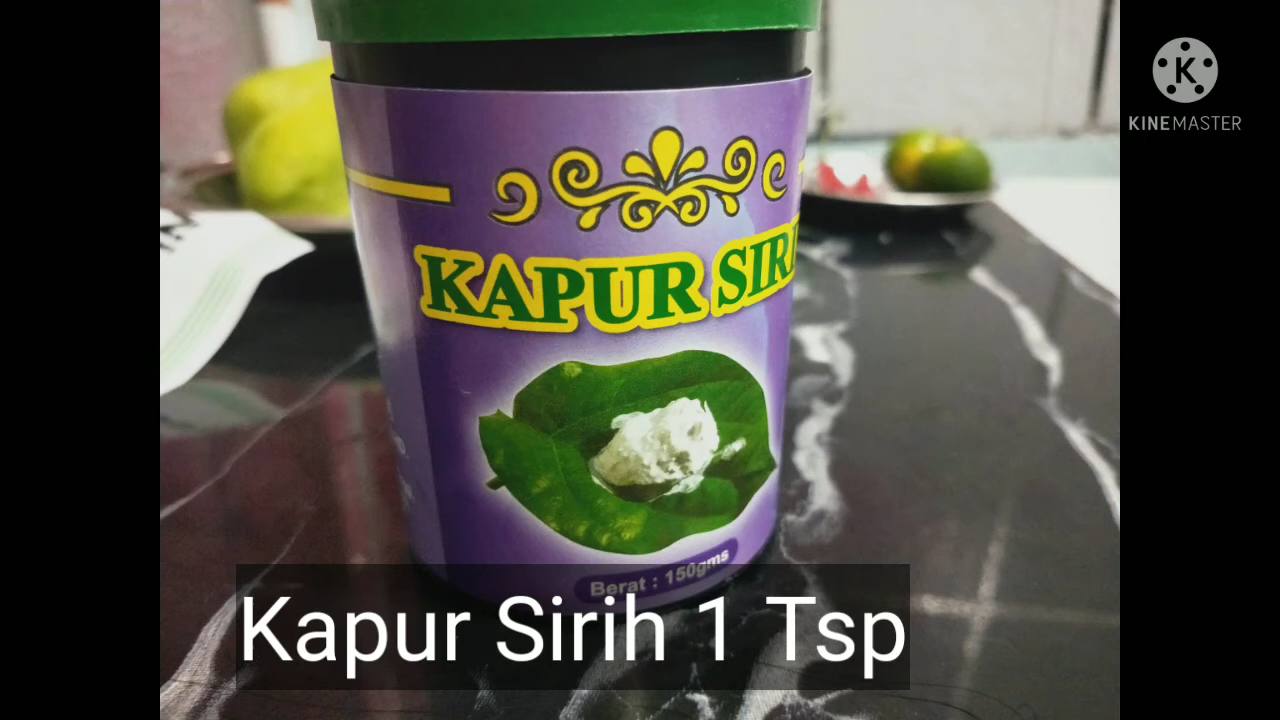 K
KINEMASTER
KAPUR SIRI
Berat : 150gms
Kapur Sirih 1 Tsp